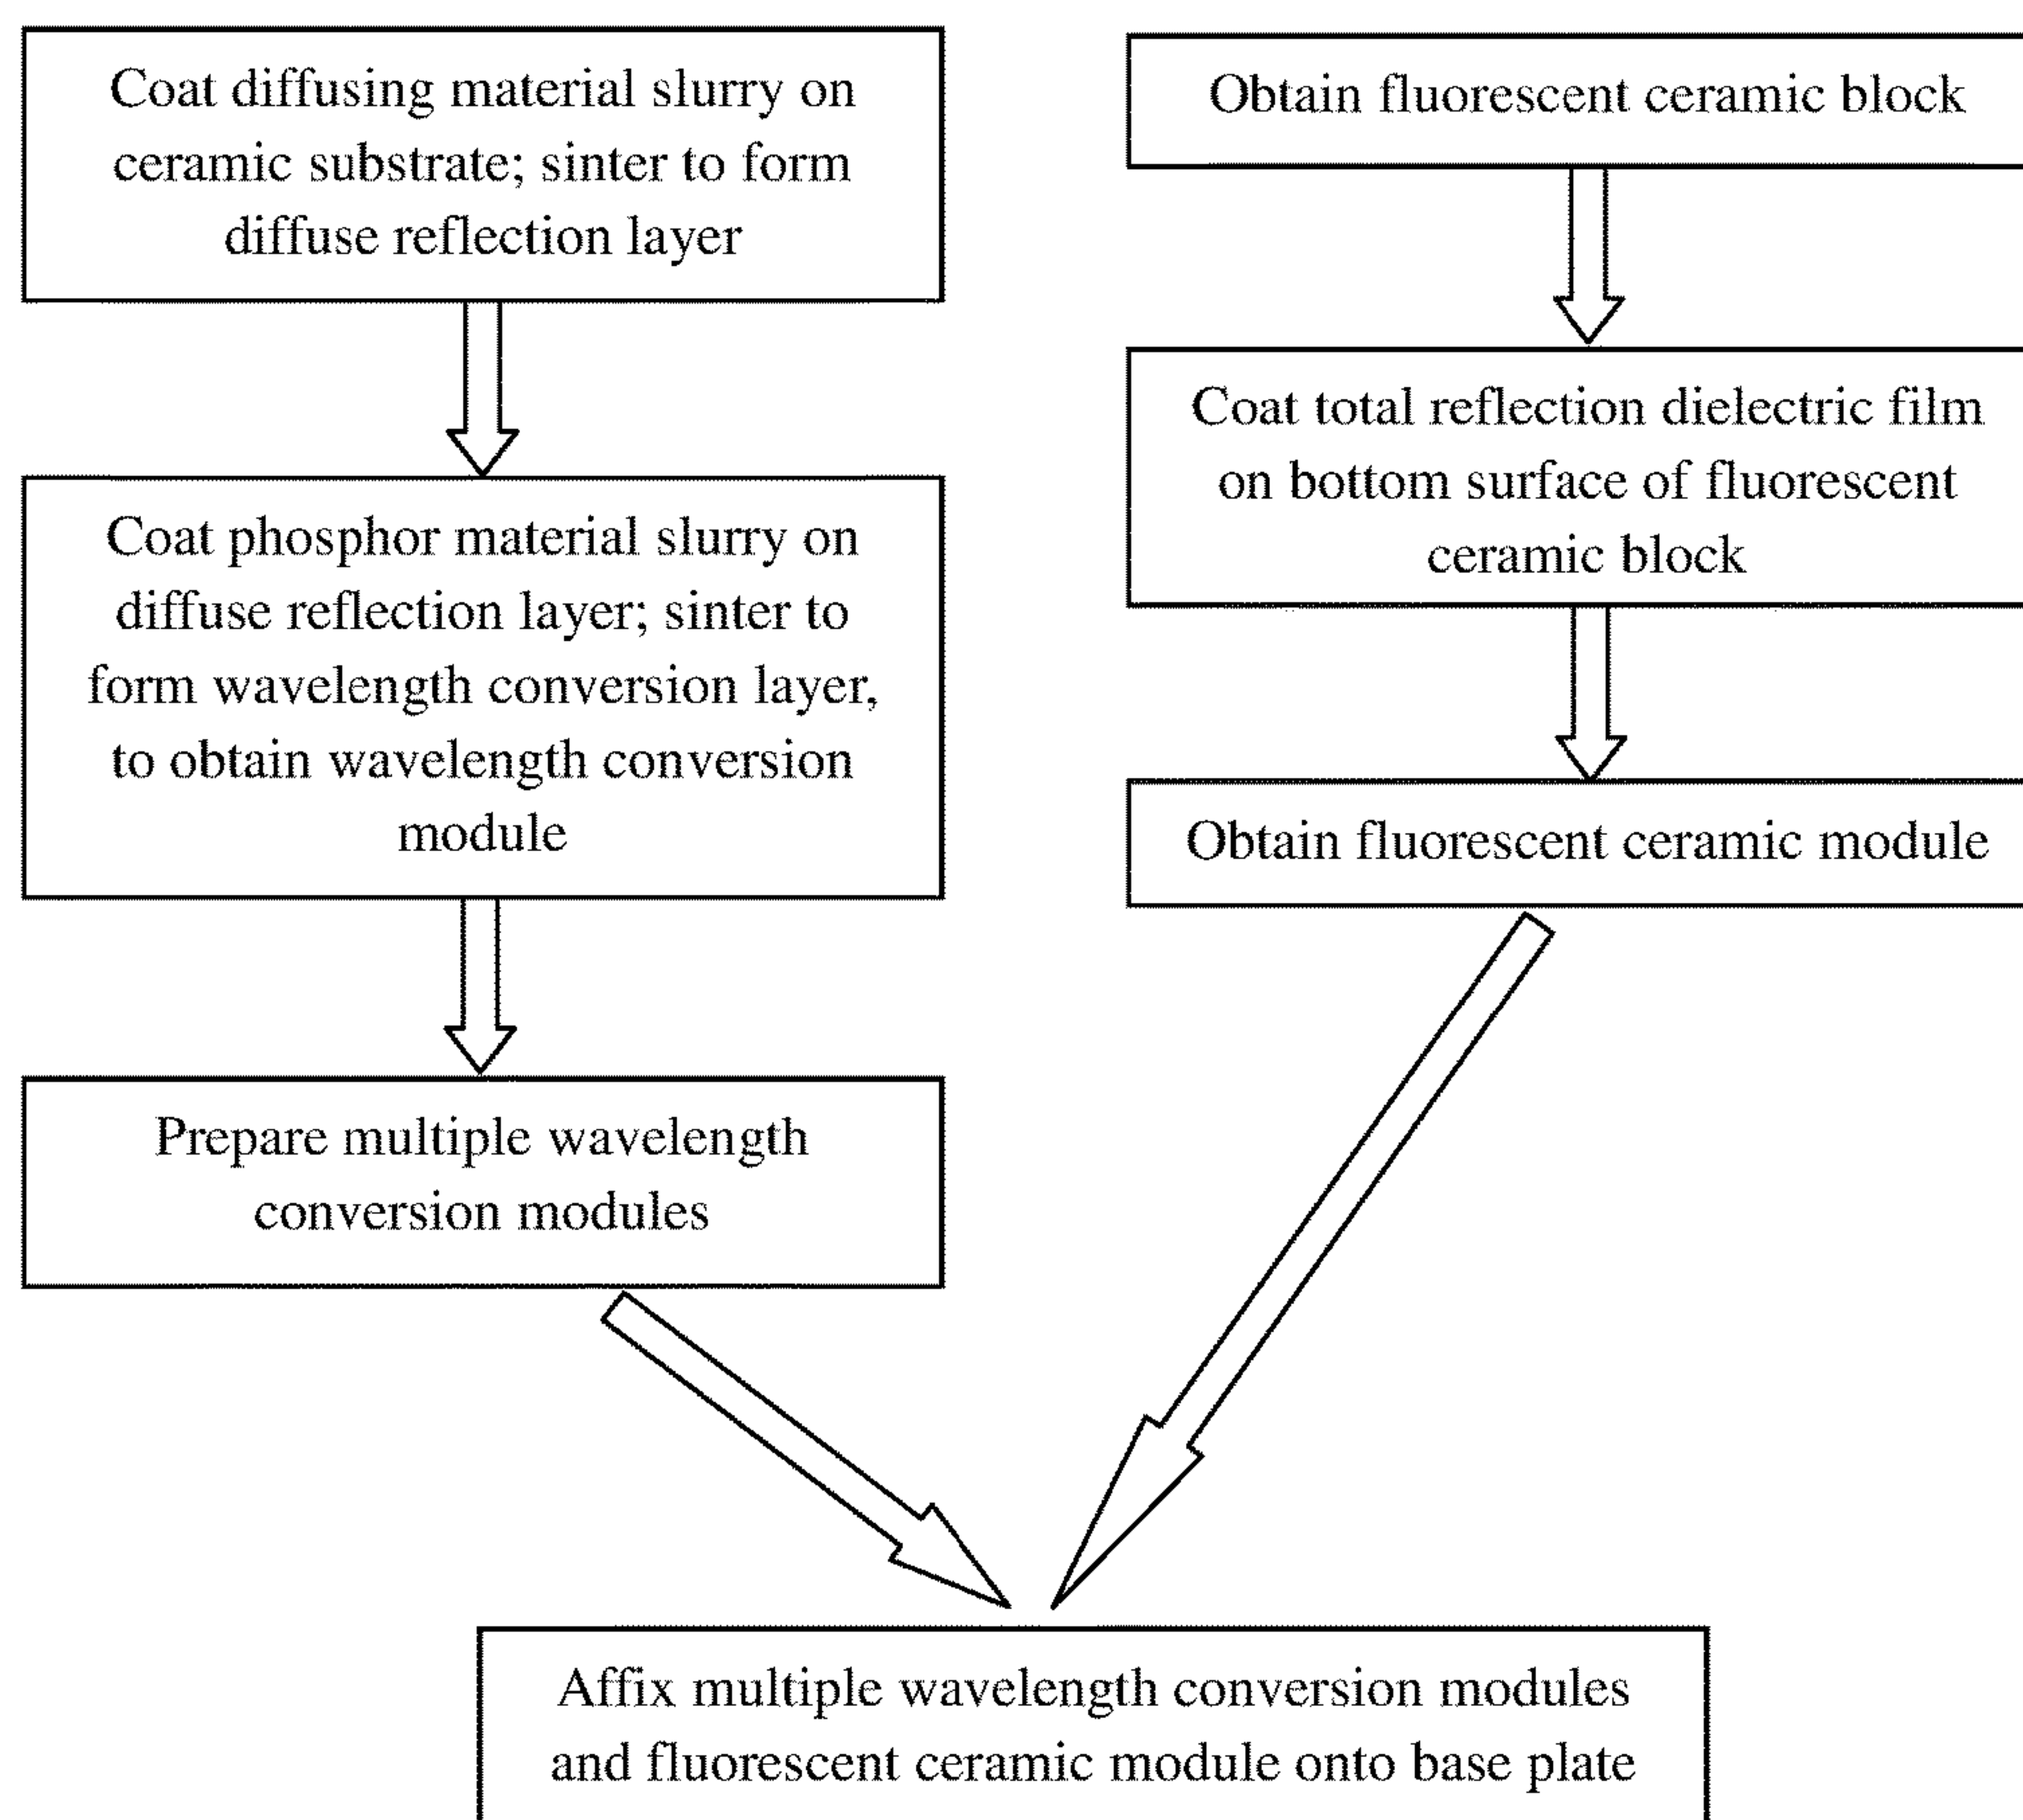 Coat diffusing material slurry on
ceramic substrate; sinter to form
diffuse reflection layer
Coat phosphor material slurry on
diffuse reflection layer; sinter to
form wavelength conversion layer,
to obtain wavelength conversion
module
Prepare multiple wavelength
conversion modules
Obtain fluorescent ceramic block
Coat total reflection dielectric film
on bottom surface of fluorescent
ceramic block
Obtain fluorescent ceramic module
Affix multiple wavelength conversion modules
and fluorescent ceramic module onto base plate